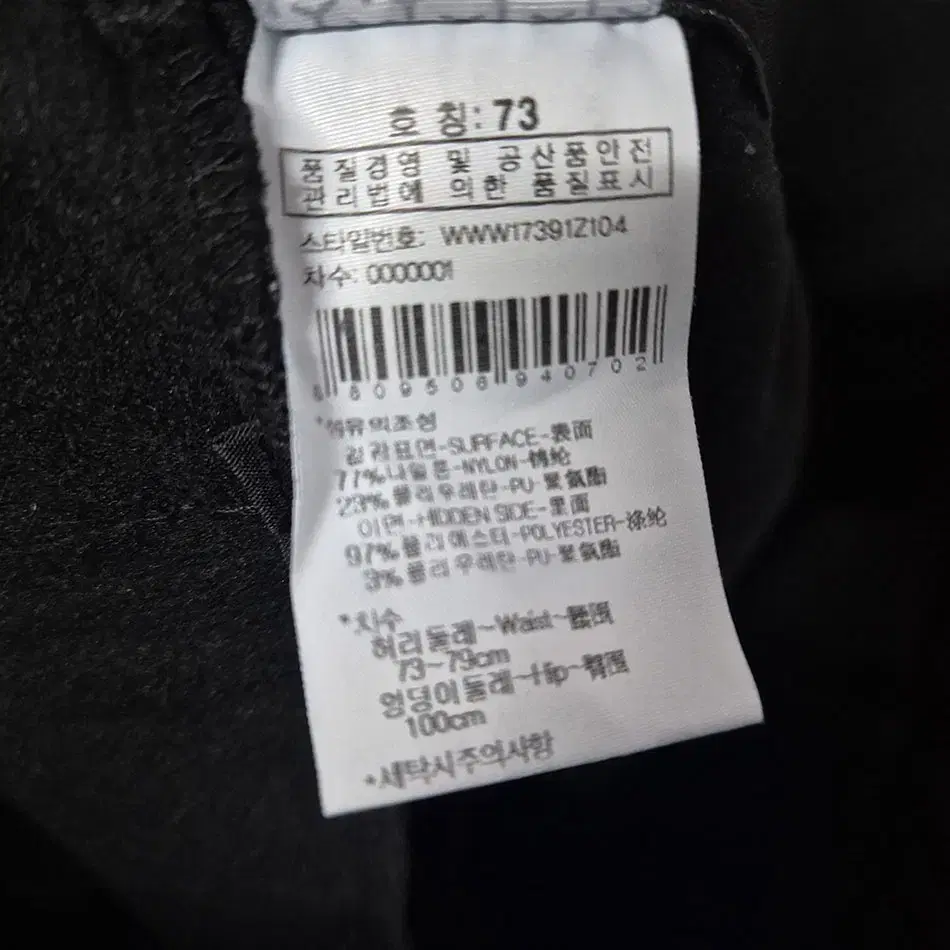 호 칭: 73
품질경영 및 공산품안전
관리법에 의한 품질표시
스타일번호: WWW17391Z104
차수: 0000001
8809508940702
*섬유의조성
겉감표면-SURFACE-表面
77%나일론-NYLON-锦纶
23%폴리우레탄-PU-聚氨酯
이면-HIDDEN SIDE-里面
97%폴리에스터-POLYESTER-涤纶
3%폴리우레탄-PU-聚氨酯
*치수
허리둘레~Waist~腰围
73~79cm
엉덩이둘레~Hip~臀围
100cm
*세탁시주의사항